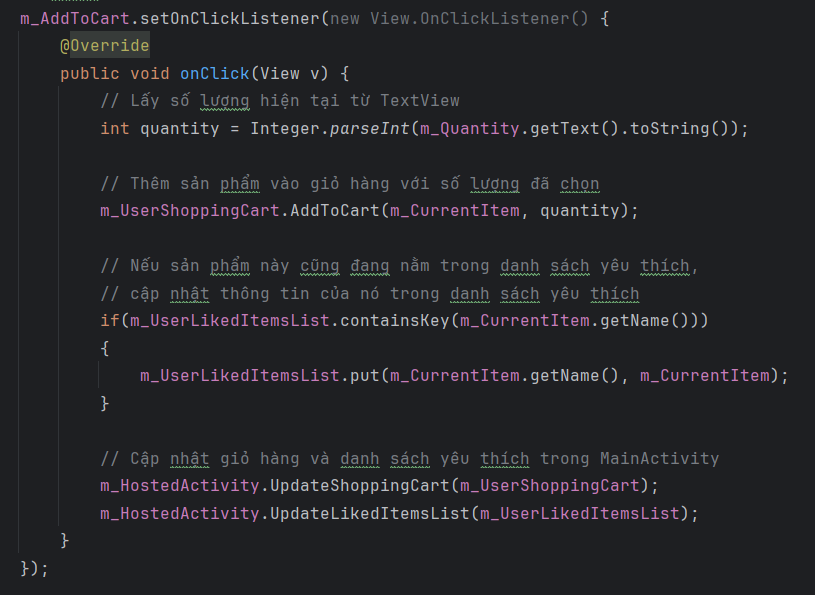 m_AddToCart.setOnClickListener(new View.OnClickListener() {
    @Override
    public void onClick(View v) {
        // Lấy số lượng hiện tại từ TextView
        int quantity = Integer.parseInt(m_Quantity.getText().toString());

        // Thêm sản phẩm vào giỏ hàng với số lượng đã chọn
        m_UserShoppingCart.AddToCart(m_CurrentItem, quantity);

        // Nếu sản phẩm này cũng đang nằm trong danh sách yêu thích,
        // cập nhật thông tin của nó trong danh sách yêu thích
        if(m_UserLikedItemsList.containsKey(m_CurrentItem.getName()))
        {
            m_UserLikedItemsList.put(m_CurrentItem.getName(), m_CurrentItem);
        }

        // Cập nhật giỏ hàng và danh sách yêu thích trong MainActivity
        m_HostedActivity.UpdateShoppingCart(m_UserShoppingCart);
        m_HostedActivity.UpdateLikedItemsList(m_UserLikedItemsList);
    }
});